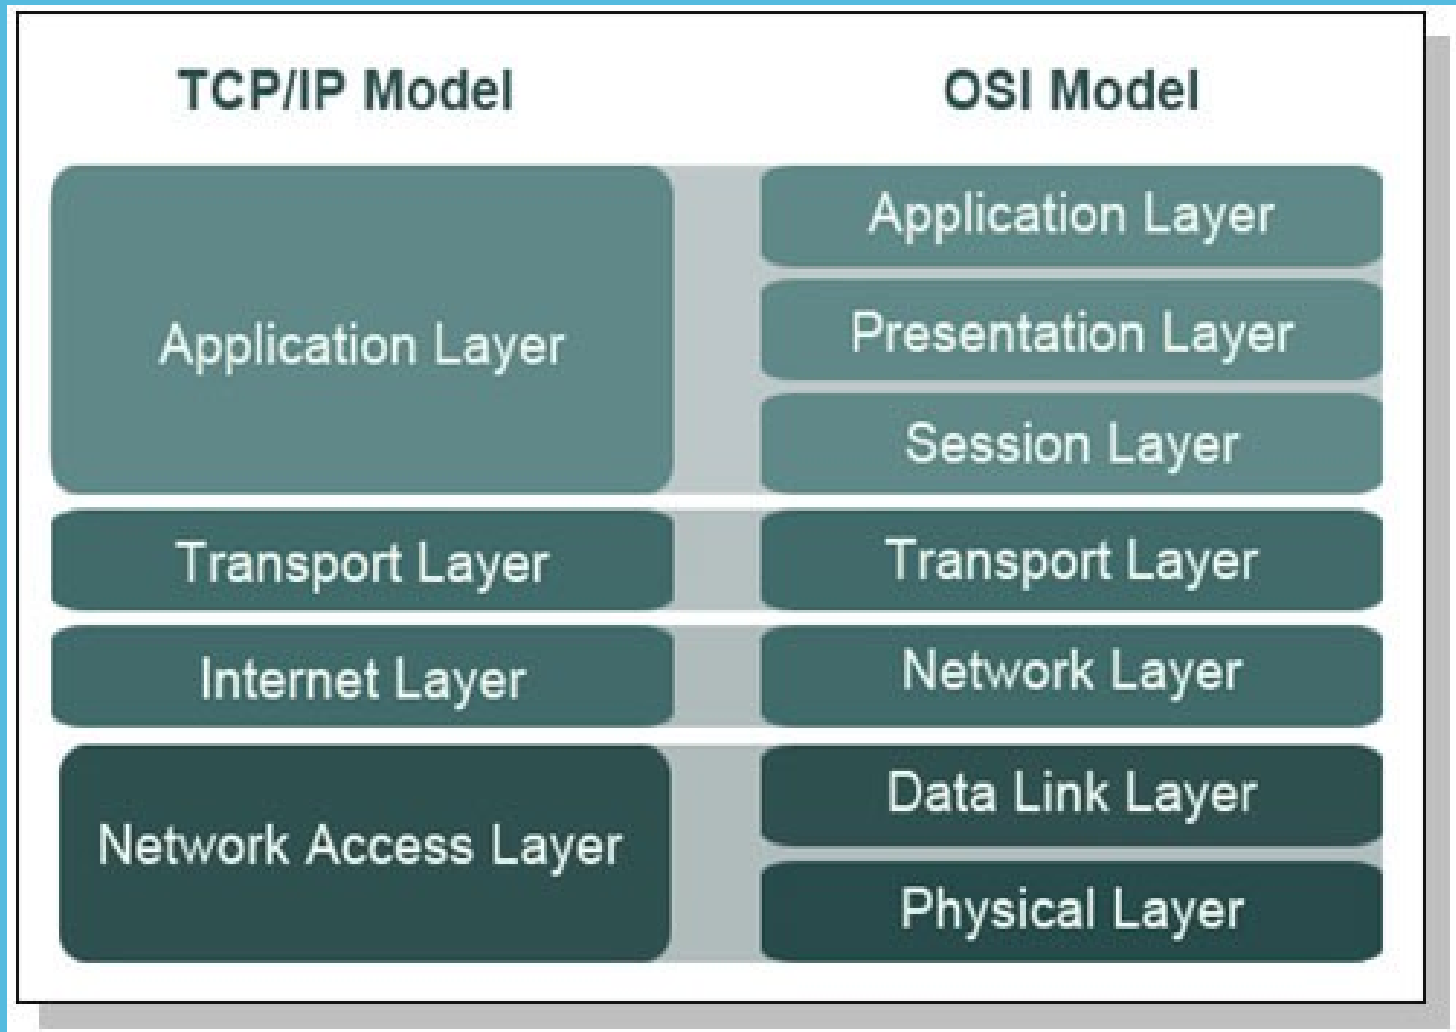 TCP/IP Model
Application Layer
Transport Layer
Internet Layer
Network Access Layer
OSI Model
Application Layer
Presentation Layer
Session Layer
Transport Layer
Network Layer
Data Link Layer
Physical Layer